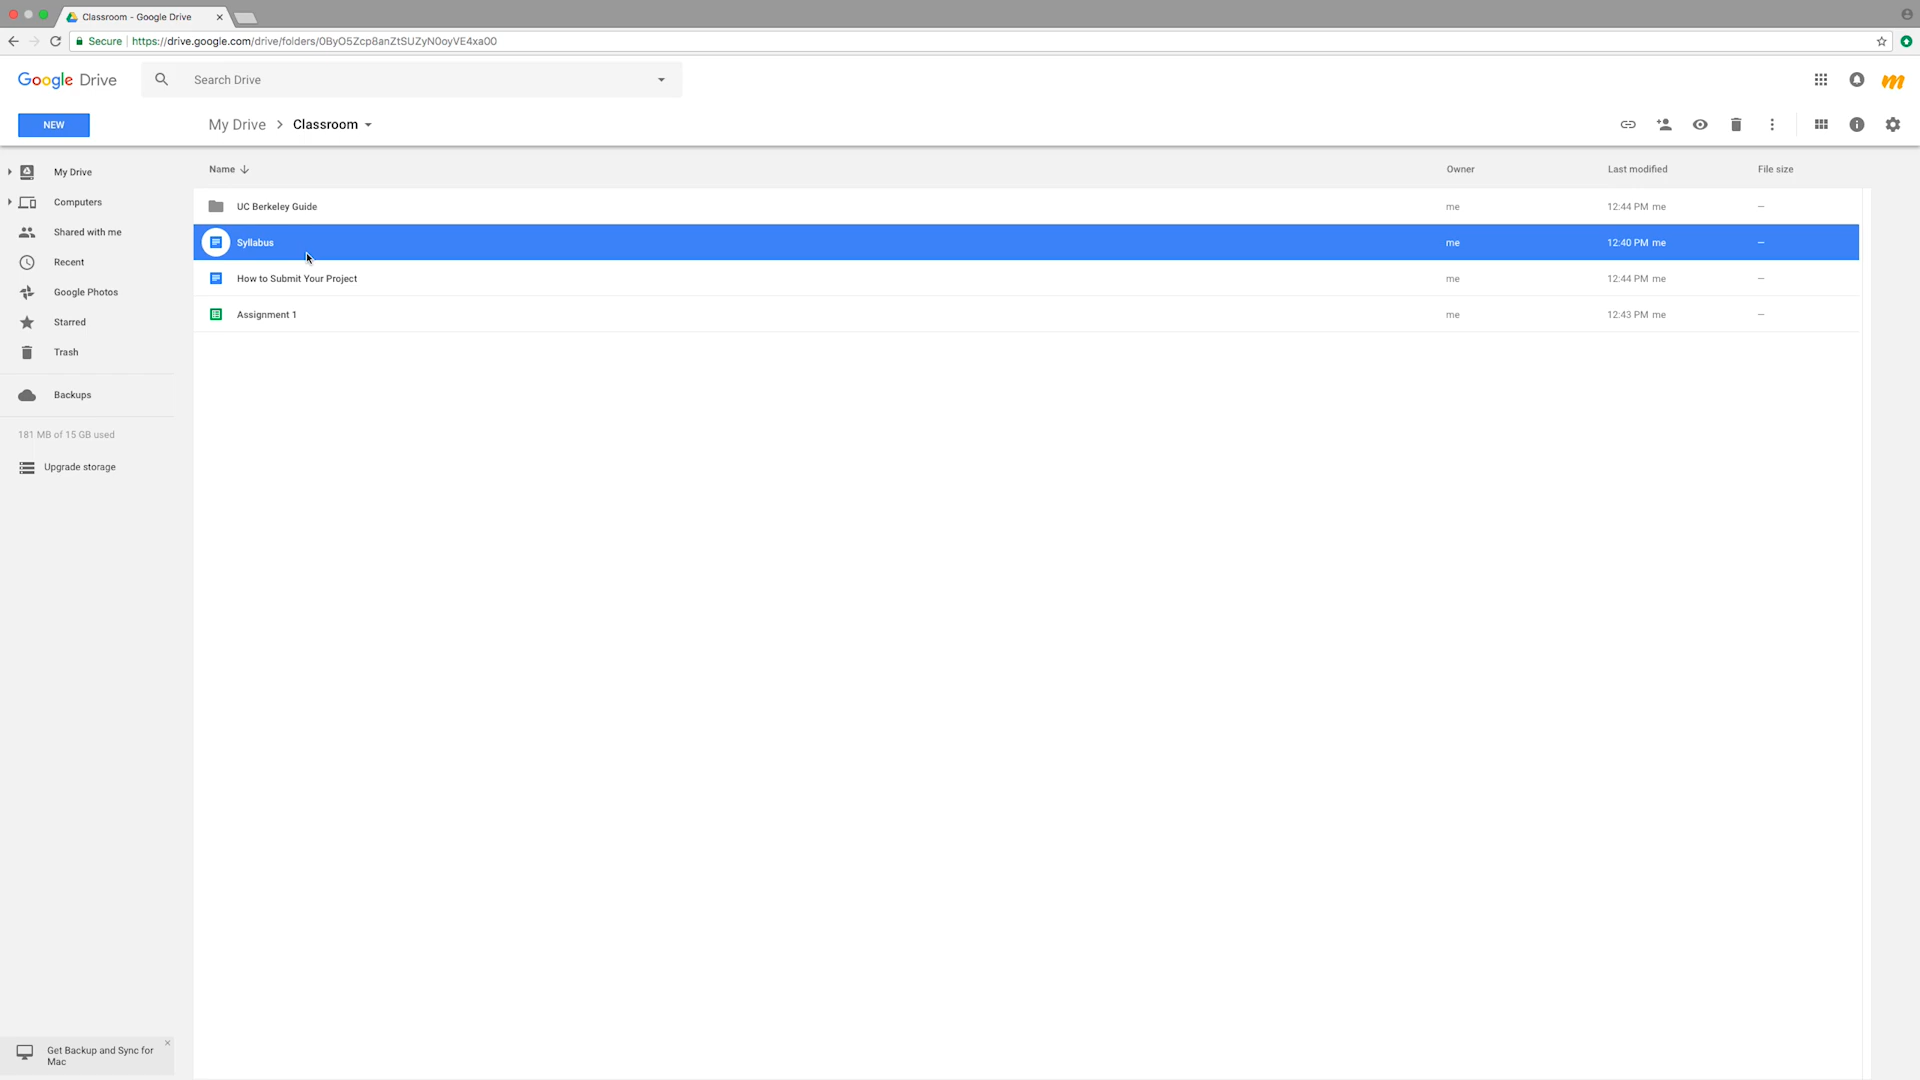 Classroom - Google Drive
Secure https://drive.google.com/drive/folders/0ByO5Zcp8anZtSUZyN0oyVE4xa00
Google Drive Search Drive
NEW My Drive Classroom
Name Owner Last modified File size
My Drive
Computers
Shared with me
Recent
Google Photos
Starred
Trash
Backups
181 MB of 15 GB used
Upgrade storage
Get Backup and Sync for
Mac
UC Berkeley Guide me 12:44 PM me –
Syllabus me 12:40 PM me –
How to Submit Your Project me 12:44 PM me –
Assignment 1 me 12:43 PM me –